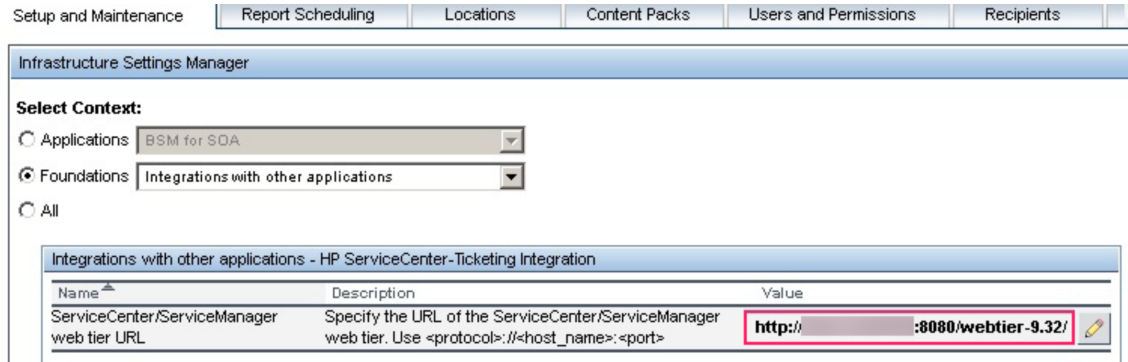 Setup and Maintenance Report Scheduling Locations Content Packs Users and Permissions Recipients
Infrastructure Settings Manager
Select Context:
Applications BSM for SOA
Foundations Integrations with other applications
All
Integrations with other applications - HP ServiceCenter-Ticketing Integration
Name Description Value
ServiceCenter/ServiceManager Specify the URL of the ServiceCenter/ServiceManager
web tier URL web tier. Use <protocol>://<host_name>:<port> http:// :8080/webtier-9.32/